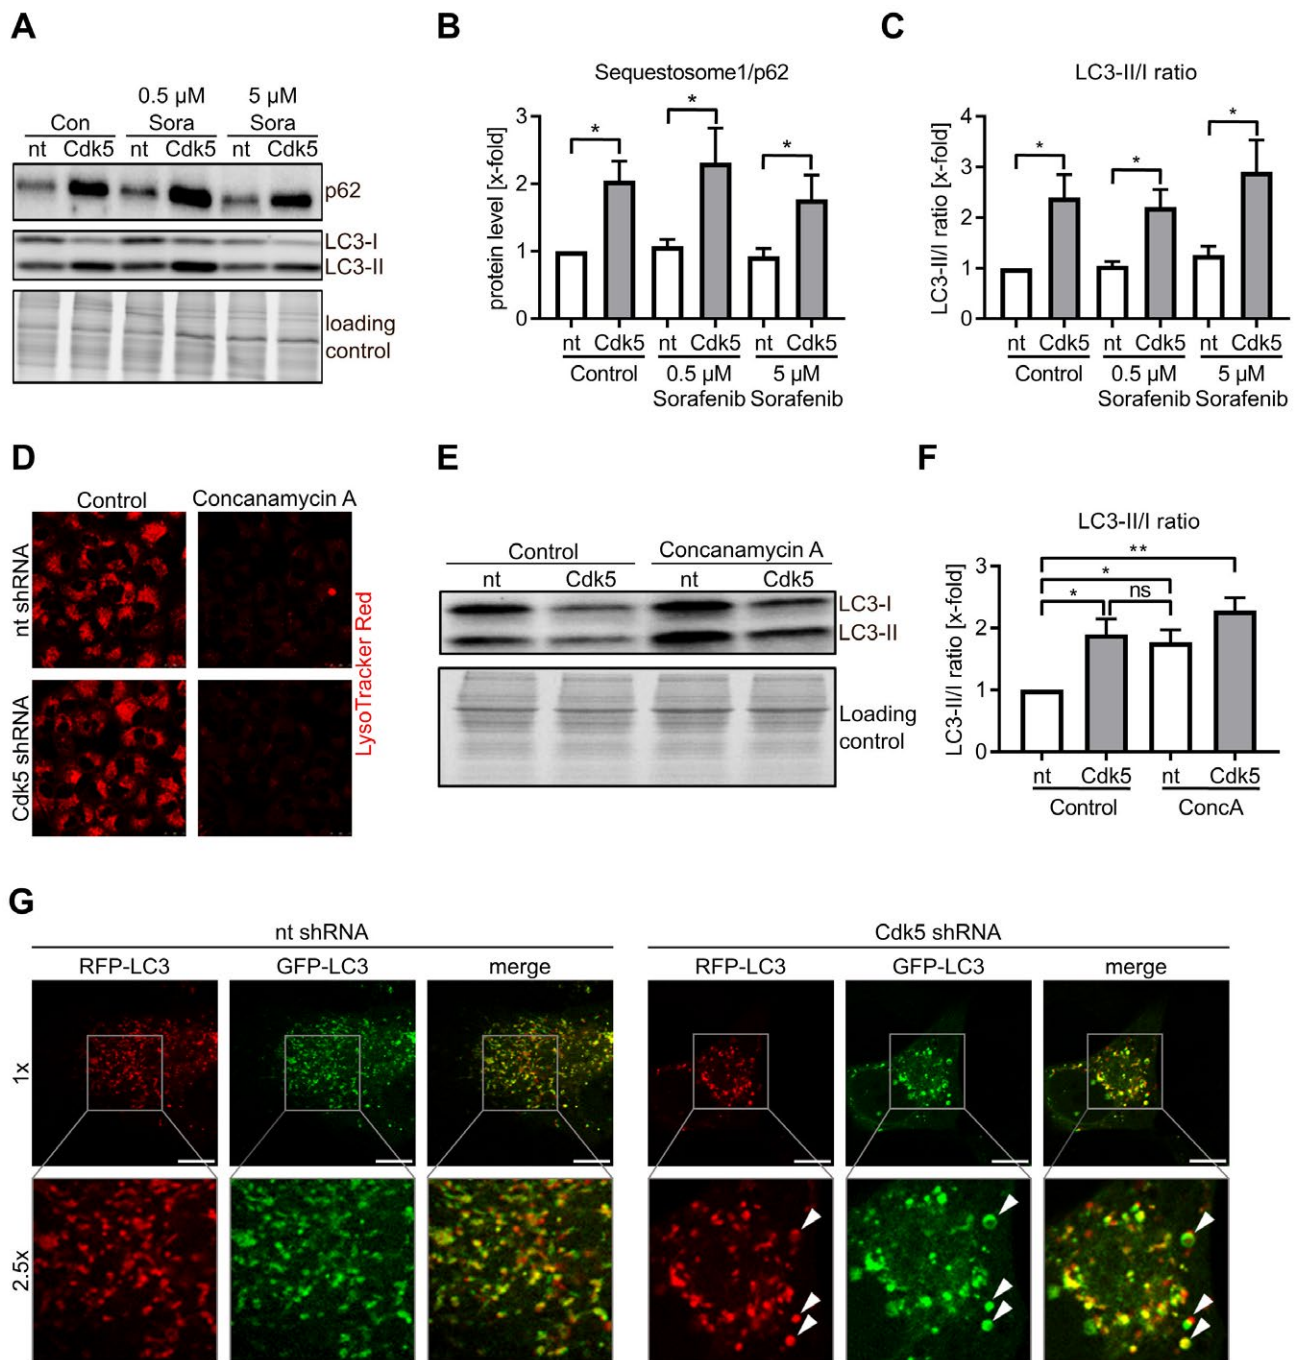 A
0.5 µM 5 µM
Con Sora Sora
nt Cdk5 nt Cdk5 nt Cdk5
p62
LC3-I
LC3-II
loading
control
B
Sequestosome1/p62
protein level [x-fold]
3
2
1
0
* * *
nt Cdk5 nt Cdk5 nt Cdk5
Control 0.5 µM 5 µM
Sorafenib Sorafenib
C
LC3-II/I ratio
LC3-II/I ratio [x-fold]
4
3
2
1
0
* * *
nt Cdk5 nt Cdk5 nt Cdk5
Control 0.5 µM 5 µM
Sorafenib Sorafenib
D
Control Concanamycin A
nt shRNA
Cdk5 shRNA
LysoTracker Red
E
Control Concanamycin A
nt Cdk5 nt Cdk5
LC3-I
LC3-II
Loading
control
F
LC3-II/I ratio
LC3-II/I ratio [x-fold]
3
2
1
0
**
*
* ns
nt Cdk5 nt Cdk5
Control ConcA
G
nt shRNA Cdk5 shRNA
RFP-LC3 GFP-LC3 merge RFP-LC3 GFP-LC3 merge
1x
2.5x